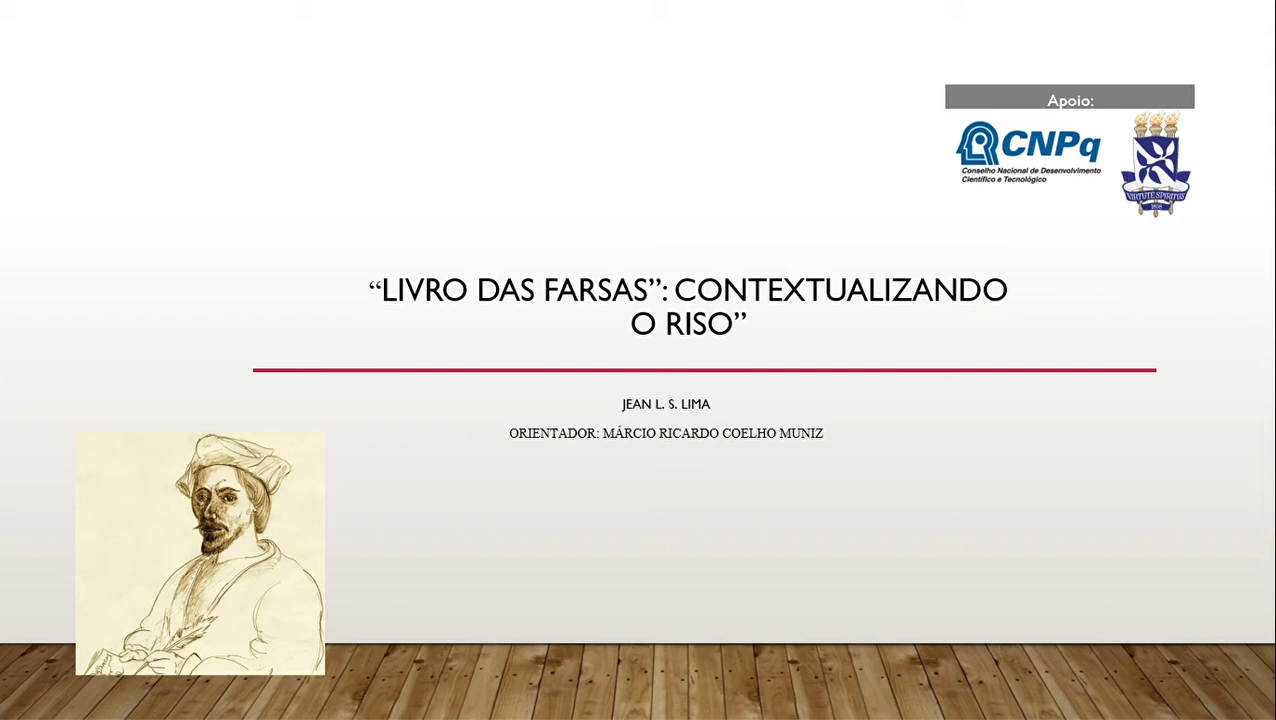 Apoio:
CNPq
Conselho Nacional de Desenvolvimento
Científico e Tecnológico
VIRTUTE SPIRITUS
1808
“LIVRO DAS FARSAS”: CONTEXTUALIZANDO
O RISO”
JEAN L. S. LIMA
ORIENTADOR: MÁRCIO RICARDO COELHO MUNIZ